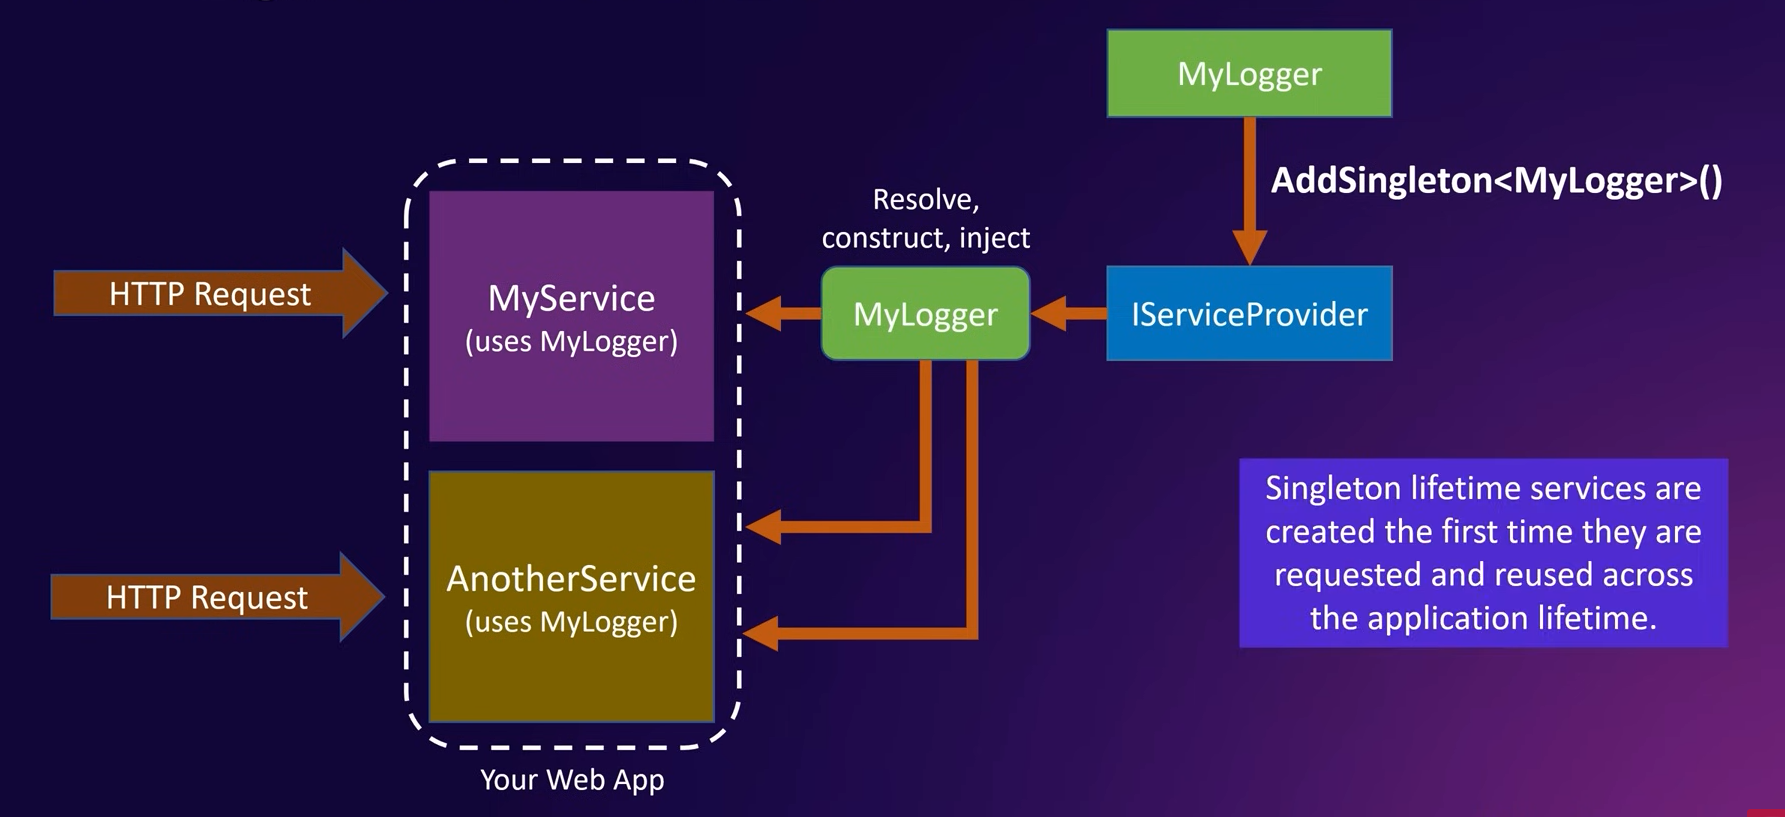 MyLogger
AddSingleton<MyLogger>()
Resolve,
construct, inject
HTTP Request
MyService
(uses MyLogger)
MyLogger
IServiceProvider
Singleton lifetime services are
created the first time they are
requested and reused across
the application lifetime.
HTTP Request
AnotherService
(uses MyLogger)
Your Web App